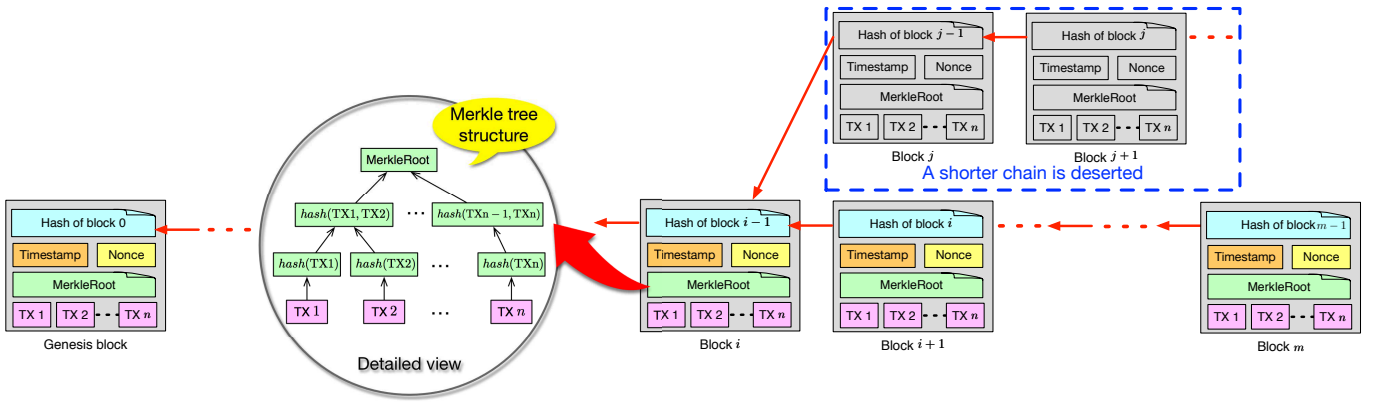 Hash of block 0
Timestamp
Nonce
MerkleRoot
TX 1
TX 2
TX n
Genesis block
Merkle tree
structure
MerkleRoot
hash(TX1, TX2)
...
hash(TXn − 1, TXn)
hash(TX1)
hash(TX2)
...
hash(TXn)
TX 1
TX 2
...
TX n
Detailed view
Hash of block i − 1
Timestamp
Nonce
MerkleRoot
TX 1
TX 2
TX n
Block i
Hash of block j − 1
Timestamp
Nonce
MerkleRoot
TX 1
TX 2
TX n
Block j
Hash of block j
Timestamp
Nonce
MerkleRoot
TX 1
TX 2
TX n
Block j + 1
A shorter chain is deserted
Hash of block i
Timestamp
Nonce
MerkleRoot
TX 1
TX 2
TX n
Block i + 1
Hash of block m − 1
Timestamp
Nonce
MerkleRoot
TX 1
TX 2
TX n
Block m